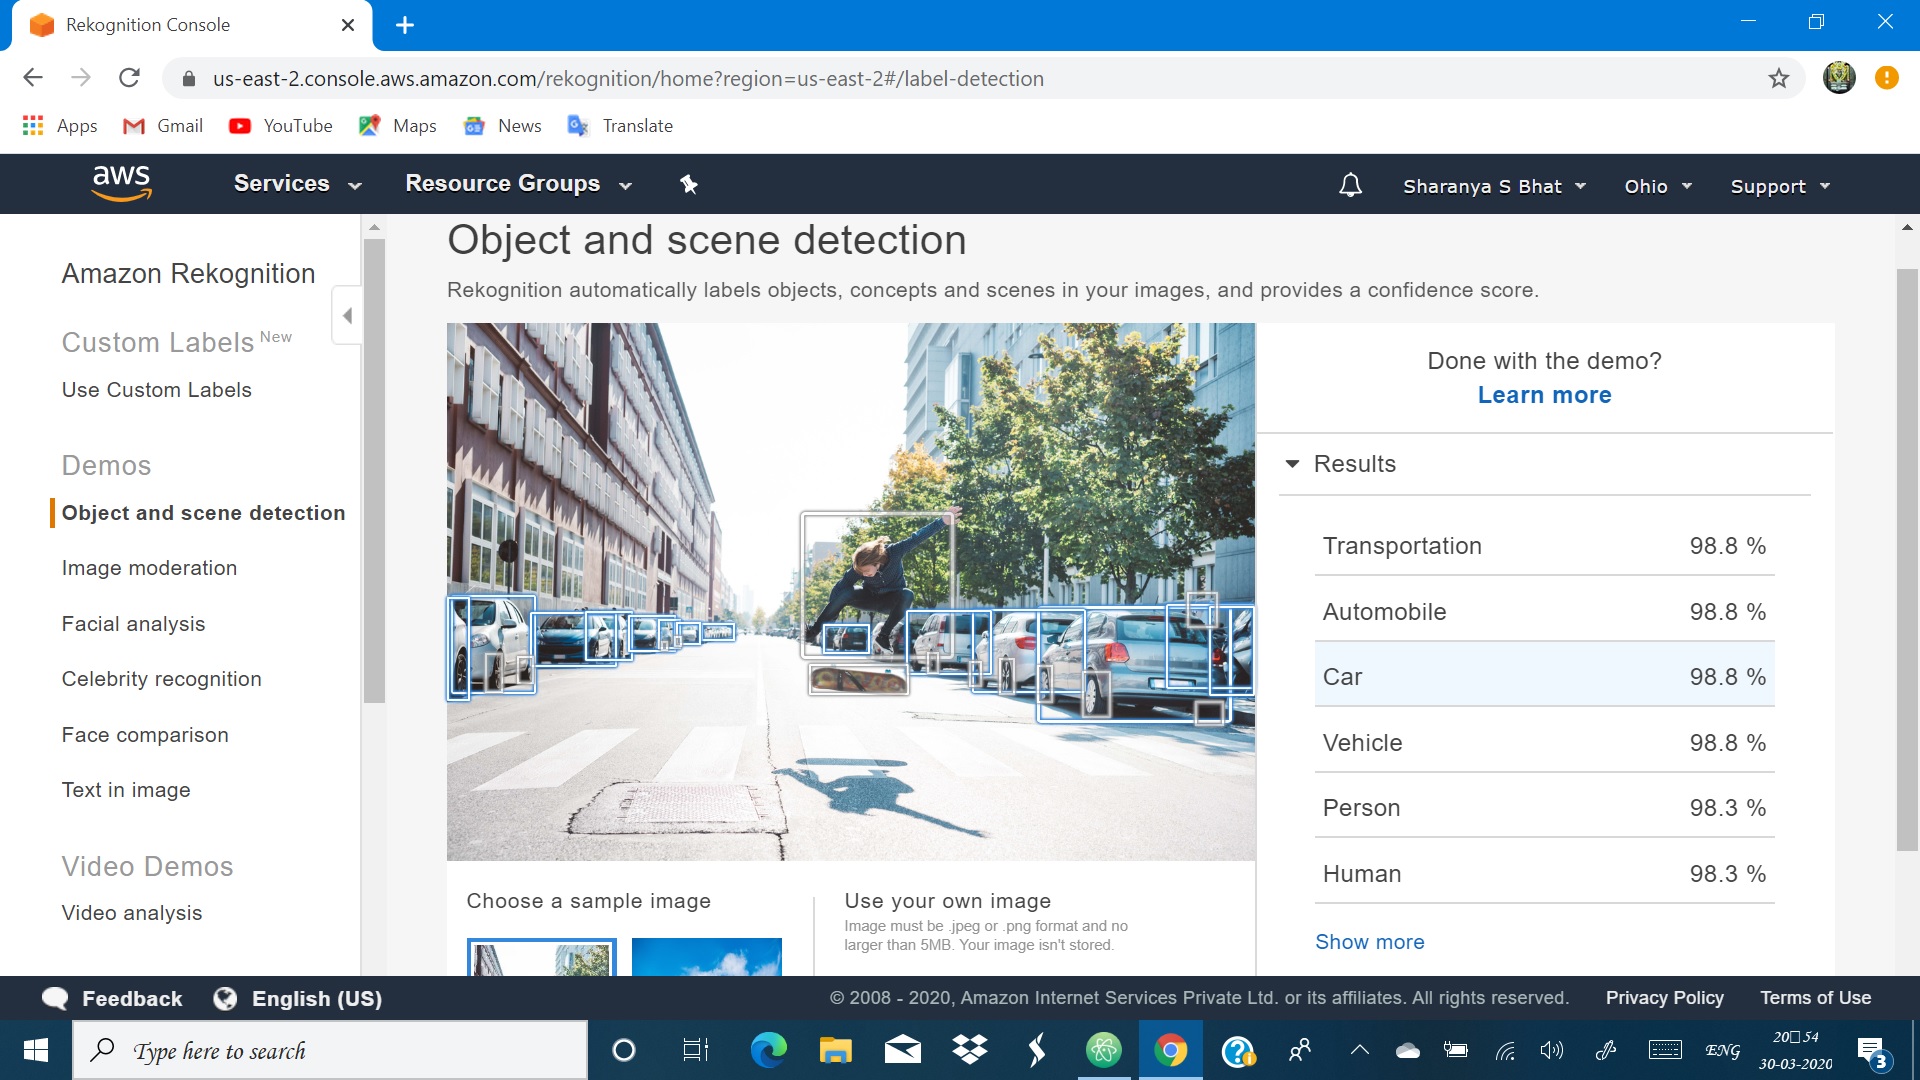 Rekognition Console
us-east-2.console.aws.amazon.com/rekognition/home?region=us-east-2#/label-detection
Apps Gmail YouTube Maps News Translate
aws Services Resource Groups Sharanya S Bhat Ohio Support
Amazon Rekognition
Custom Labels New
Use Custom Labels
Demos
Object and scene detection
Image moderation
Facial analysis
Celebrity recognition
Face comparison
Text in image
Video Demos
Video analysis
Object and scene detection
Rekognition automatically labels objects, concepts and scenes in your images, and provides a confidence score.
Done with the demo?
Learn more
Results
Transportation 98.8 %
Automobile 98.8 %
Car 98.8 %
Vehicle 98.8 %
Person 98.3 %
Human 98.3 %
Show more
Choose a sample image
Use your own image
Image must be .jpeg or .png format and no
larger than 5MB. Your image isn't stored.
Feedback English (US) © 2008 - 2020, Amazon Internet Services Private Ltd. or its affiliates. All rights reserved. Privacy Policy Terms of Use
Type here to search
ENG
20□54
30-03-2020
3